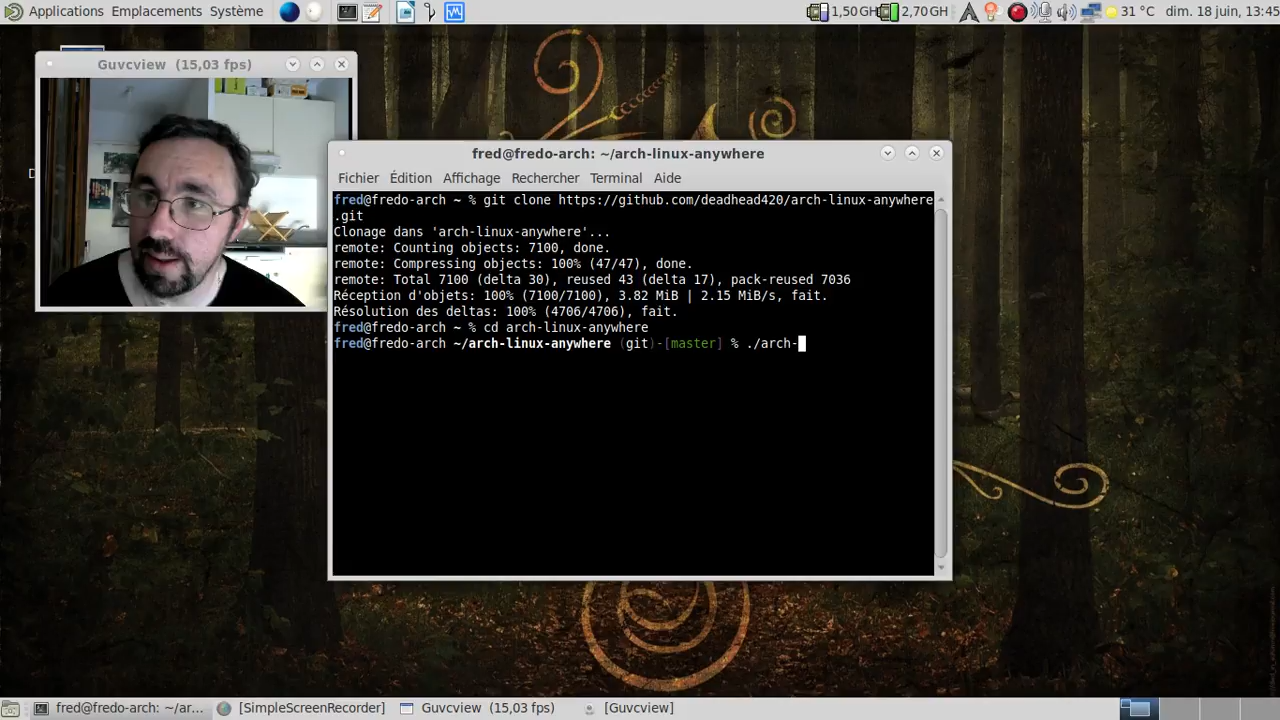 Applications Emplacements Système
1,50 GH 2,70 GH 31 °C dim. 18 juin, 13:45
Guvcview (15,03 fps)
fred@fredo-arch: ~/arch-linux-anywhere
Fichier Édition Affichage Rechercher Terminal Aide
fred@fredo-arch ~ % git clone https://github.com/deadhead420/arch-linux-anywhere
.git
Clonage dans 'arch-linux-anywhere'...
remote: Counting objects: 7100, done.
remote: Compressing objects: 100% (47/47), done.
remote: Total 7100 (delta 30), reused 43 (delta 17), pack-reused 7036
Réception d'objets: 100% (7100/7100), 3.82 MiB | 2.15 MiB/s, fait.
Résolution des deltas: 100% (4706/4706), fait.
fred@fredo-arch ~ % cd arch-linux-anywhere
fred@fredo-arch ~/arch-linux-anywhere (git)-[master] % ./arch-
fred@fredo-arch: ~/ar... [SimpleScreenRecorder] Guvcview (15,03 fps) [Guvcview]